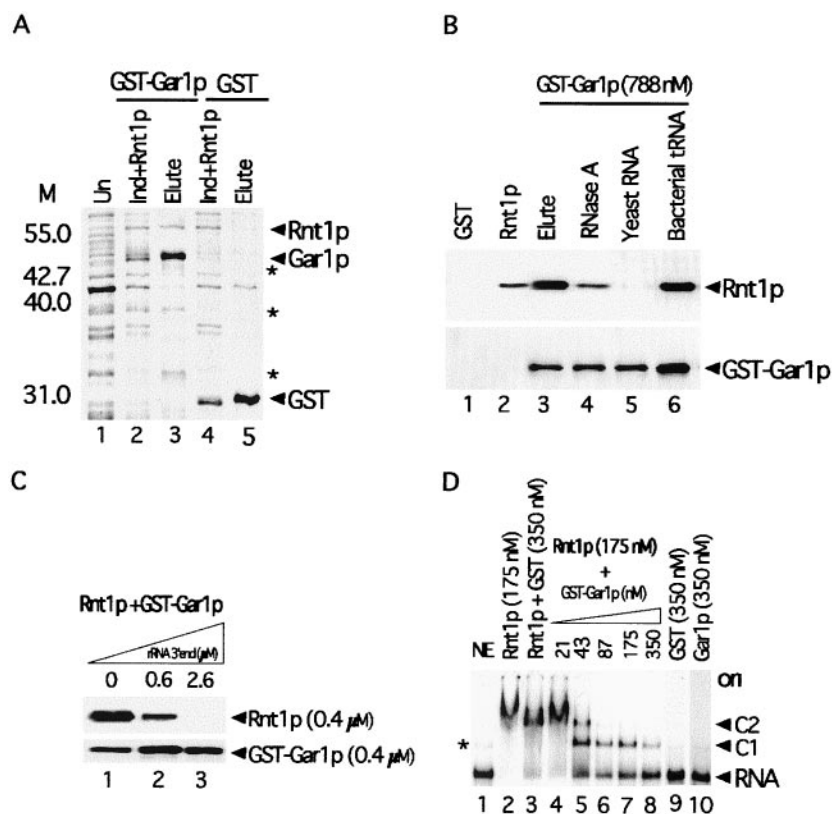 A
GST-Gar1p GST
M Un Ind+Rnt1p Elute Ind+Rnt1p Elute
55.0
42.7
40.0
31.0
◄Rnt1p
◄Gar1p
*
*
*
◄GST
1 2 3 4 5
B
GST-Gar1p (788 nM)
GST Rnt1p Elute RNase A Yeast RNA Bacterial tRNA
◄Rnt1p
◄GST-Gar1p
1 2 3 4 5 6
C
Rnt1p +GST-Gar1p
rRNA 3'end (μM)
0 0.6 2.6
◄Rnt1p (0.4 μM)
◄GST-Gar1p (0.4 μM)
1 2 3
D
Rnt1p (175 nM)
+
GST-Gar1p (nM)
NE Rnt1p (175 nM) Rnt1p + GST (350 nM) 21 43 87 175 350 GST (350 nM) Gar1p (350 nM)
ori
◄C2
* ◄C1
◄RNA
1 2 3 4 5 6 7 8 9 10